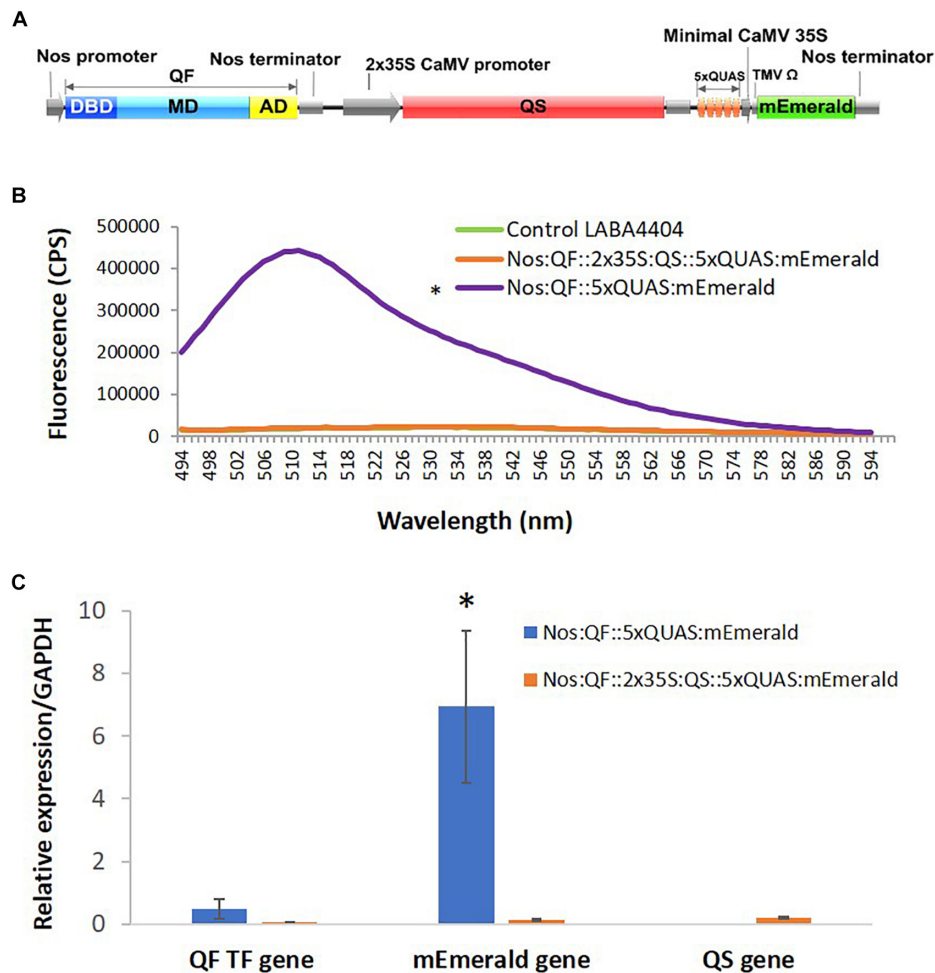 A
Nos promoter
QF
Nos terminator
2x35S CaMV promoter
Minimal CaMV 35S
5xQUAS
TMV Ω
Nos terminator
DBD
MD
AD
QS
mEmerald
B
Fluorescence (CPS)
500000
400000
300000
200000
100000
0
Control LABA4404
Nos:QF::2x35S:QS::5xQUAS:mEmerald
* Nos:QF::5xQUAS:mEmerald
494 498 502 506 510 514 518 522 526 530 534 538 542 546 550 554 558 562 566 570 574 578 582 586 590 594
Wavelength (nm)
C
Relative expression/GAPDH
10
8
6
4
2
0
*
Nos:QF::5xQUAS:mEmerald
Nos:QF::2x35S:QS::5xQUAS:mEmerald
QF TF gene
mEmerald gene
QS gene